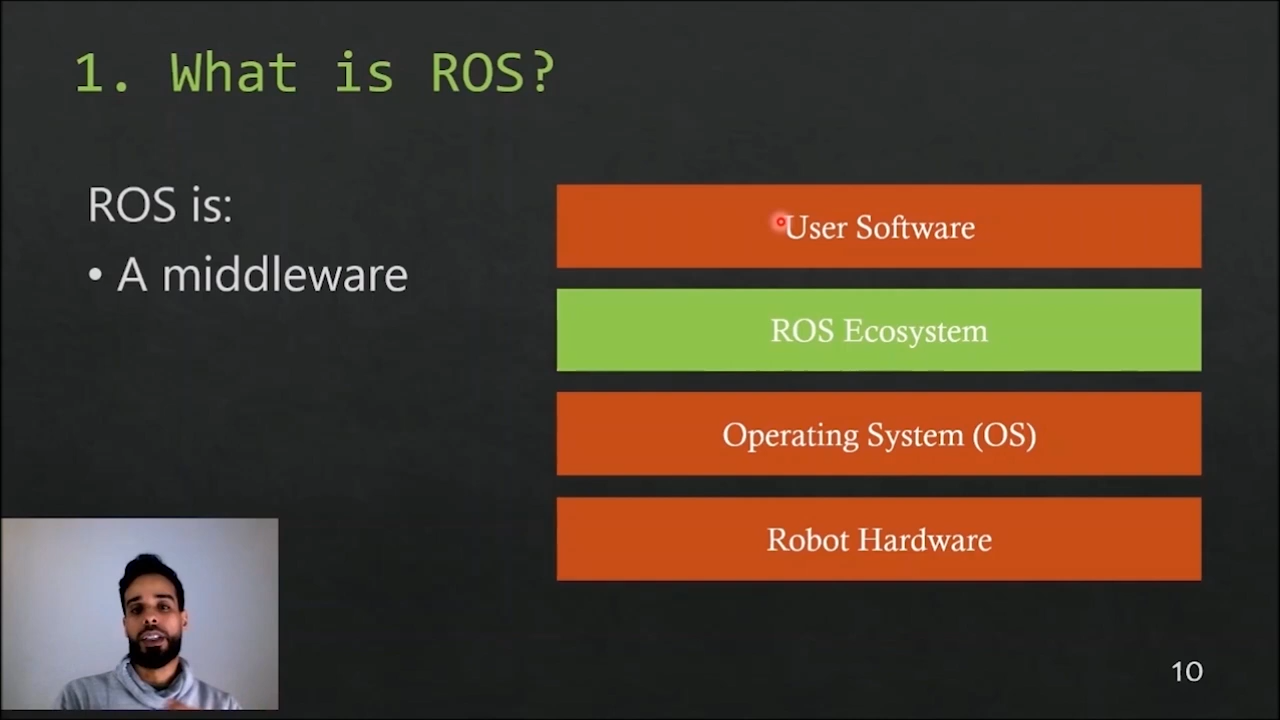 1. What is ROS?
ROS is:
• A middleware
User Software
ROS Ecosystem
Operating System (OS)
Robot Hardware
10